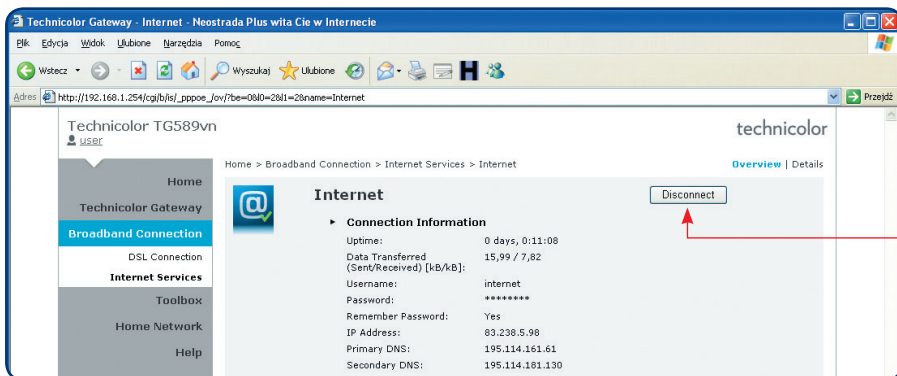 Technicolor Gateway - Internet - Neostrada Plus wita Cie w Internecie
Plik Edycja Widok Ulubione Narzędzia Pomoc
Wstecz Wyszukaj Ulubione
Adres http://192.168.1.254/cgi/b/is/_pppoe_/ov/?be=0&l0=2&l1=2&name=Internet Przejdź
Technicolor TG589vn technicolor
user
Home > Broadband Connection > Internet Services > Internet Overview | Details
Home
Technicolor Gateway
Broadband Connection
DSL Connection
Internet Services
Toolbox
Home Network
Help
Internet Disconnect
Connection Information
Uptime: 0 days, 0:11:08
Data Transferred 15,99 / 7,82
(Sent/Received) [kB/kB]:
Username: internet
Password: ********
Remember Password: Yes
IP Address: 83.238.5.98
Primary DNS: 195.114.161.61
Secondary DNS: 195.114.181.130